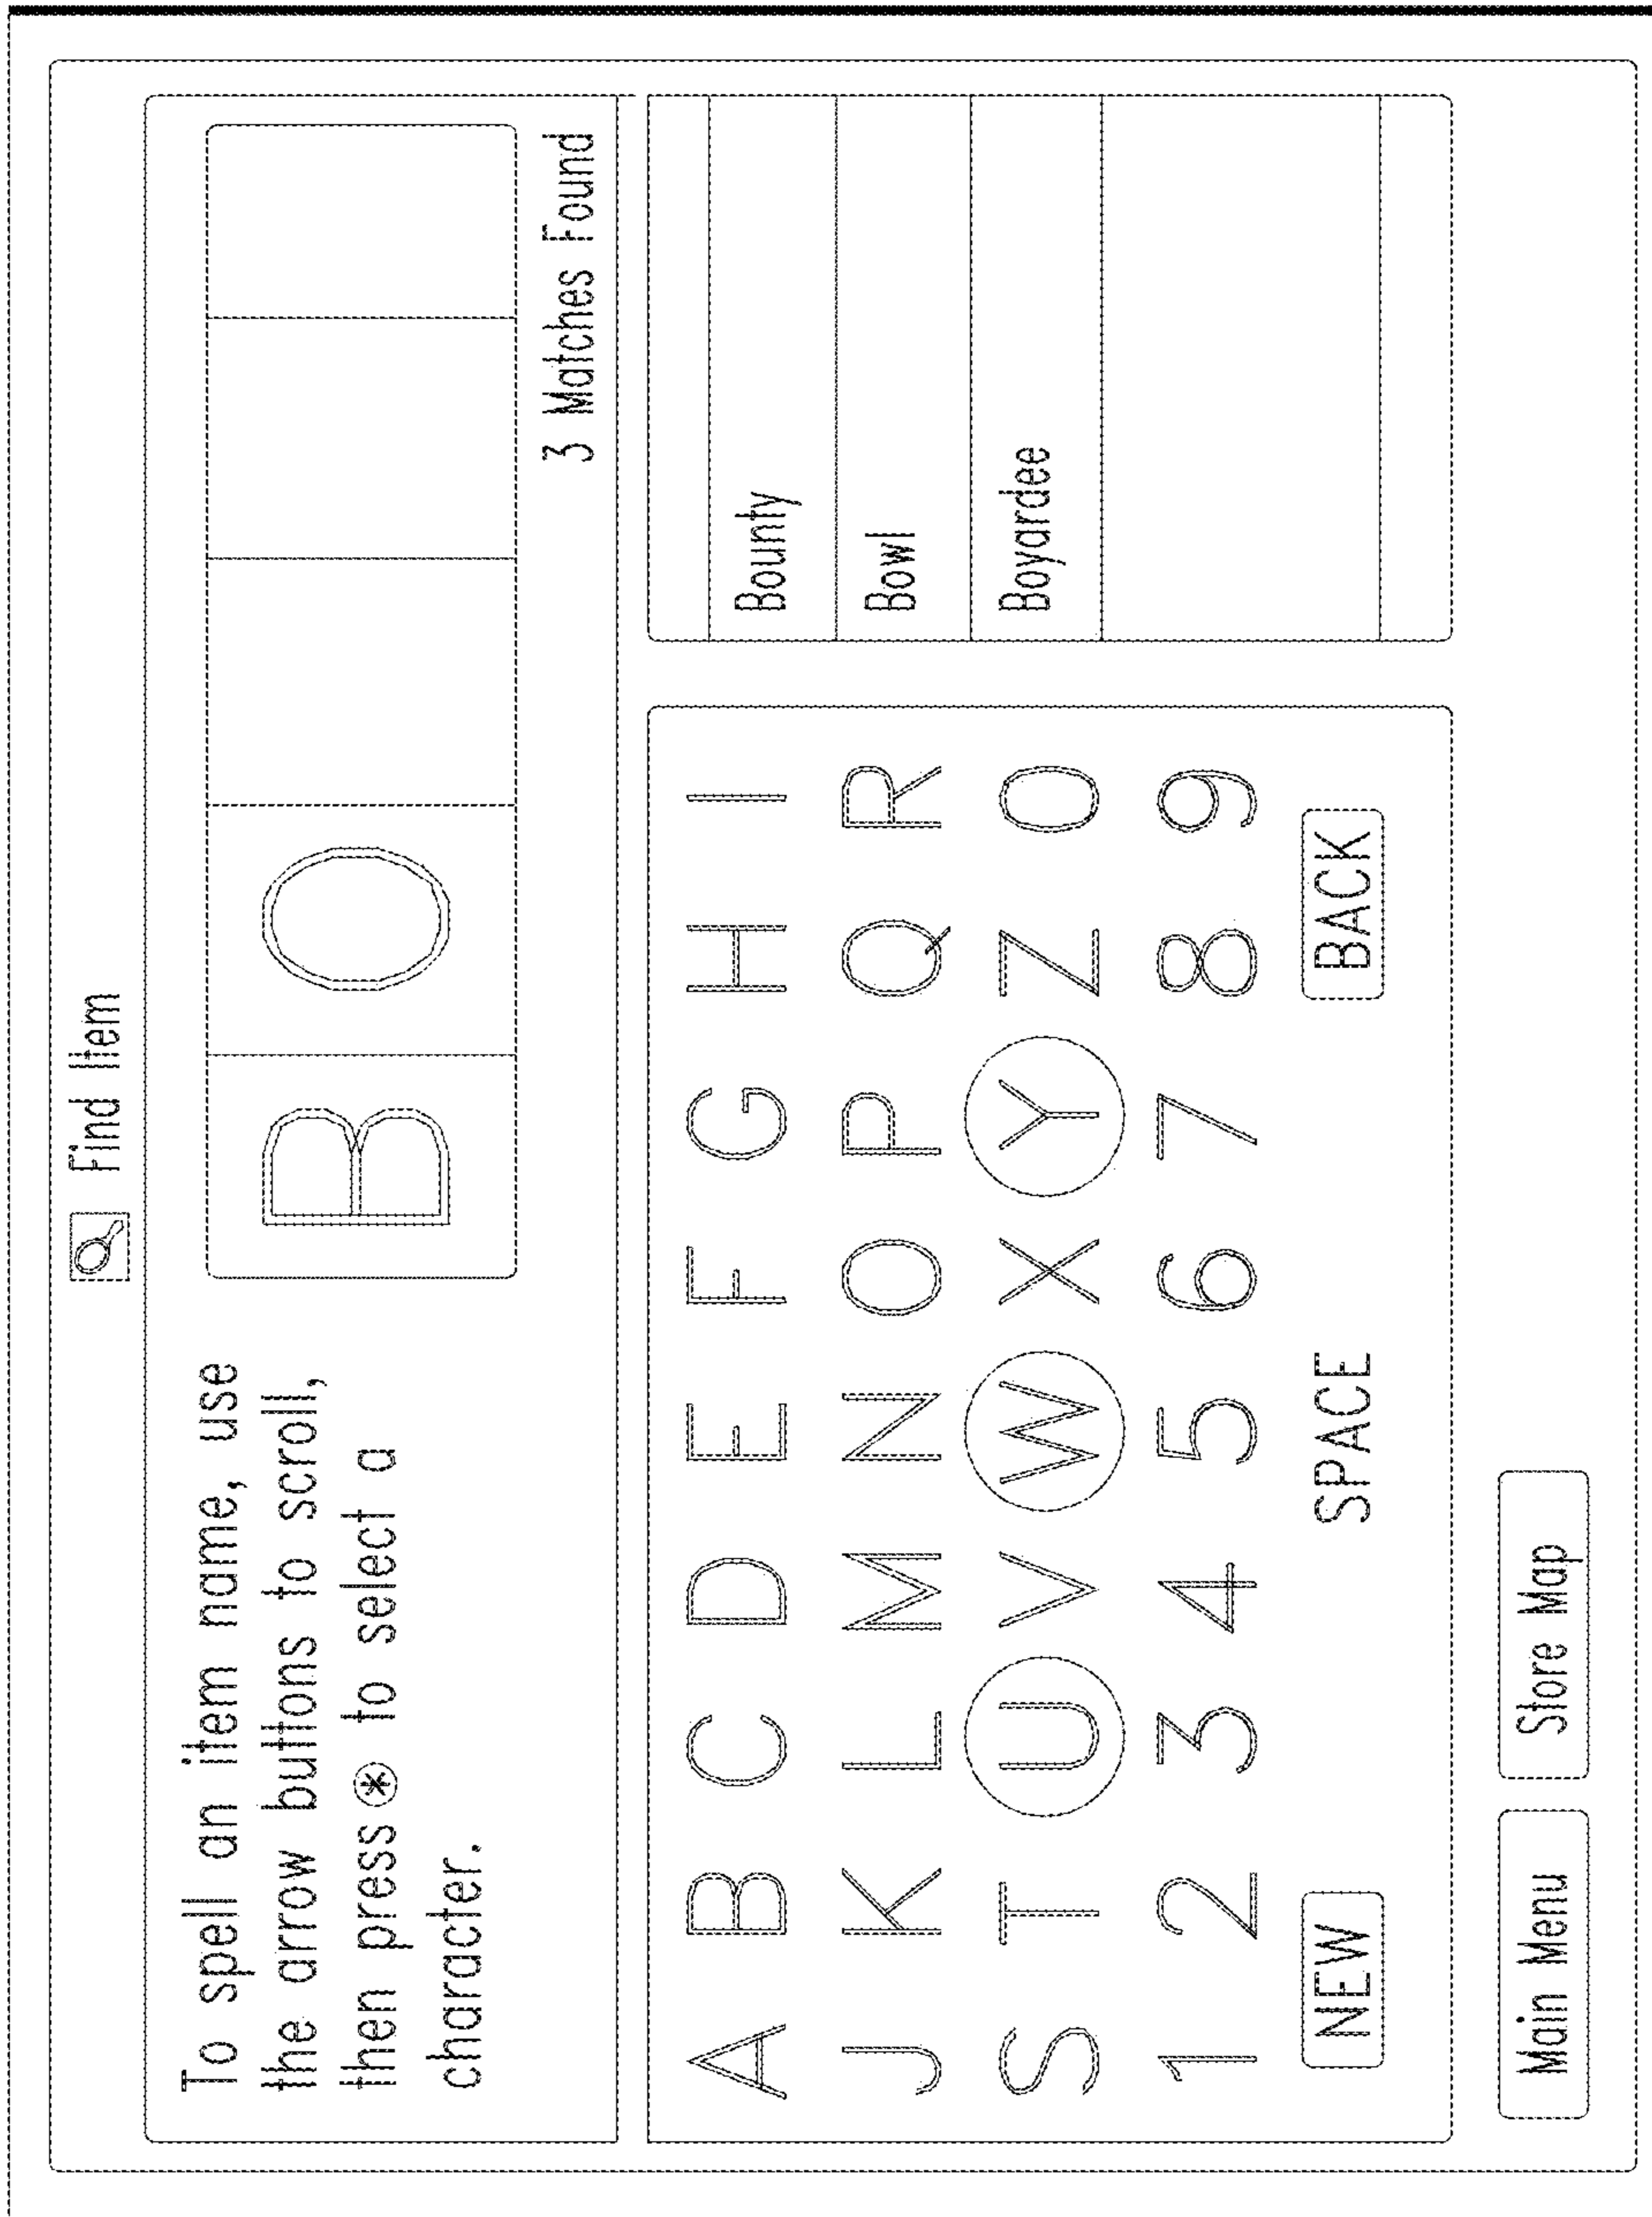 Find Item
To spell an item name, use
the arrow buttons to scroll,
then press * to select a
character.
B O
3 Matches Found
A B C D E F G H I
J K L M N O P Q R
S T U V W X Y Z 0
1 2 3 4 5 6 7 8 9
NEW SPACE BACK
Bounty
Bowl
Boyardee
Main Menu Store Map